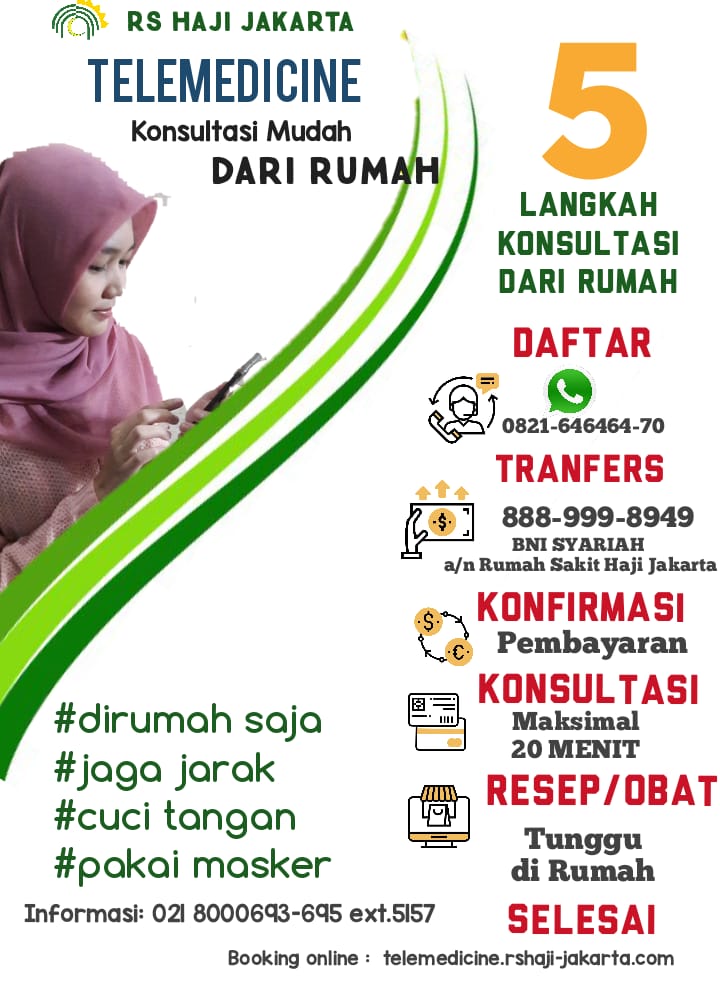 RS HAJI JAKARTA
TELEMEDICINE
Konsultasi Mudah
DARI RUMAH
5
LANGKAH
KONSULTASI
DARI RUMAH
DAFTAR
0821-646464-70
TRANFERS
888-999-8949
BNI SYARIAH
a/n Rumah Sakit Haji Jakarta
KONFIRMASI
Pembayaran
KONSULTASI
Maksimal
20 MENIT
RESEP/OBAT
Tunggu
di Rumah
SELESAI
#dirumah saja
#jaga jarak
#cuci tangan
#pakai masker
Informasi: 021 8000693-695 ext.5157
Booking online : telemedicine.rshaji-jakarta.com